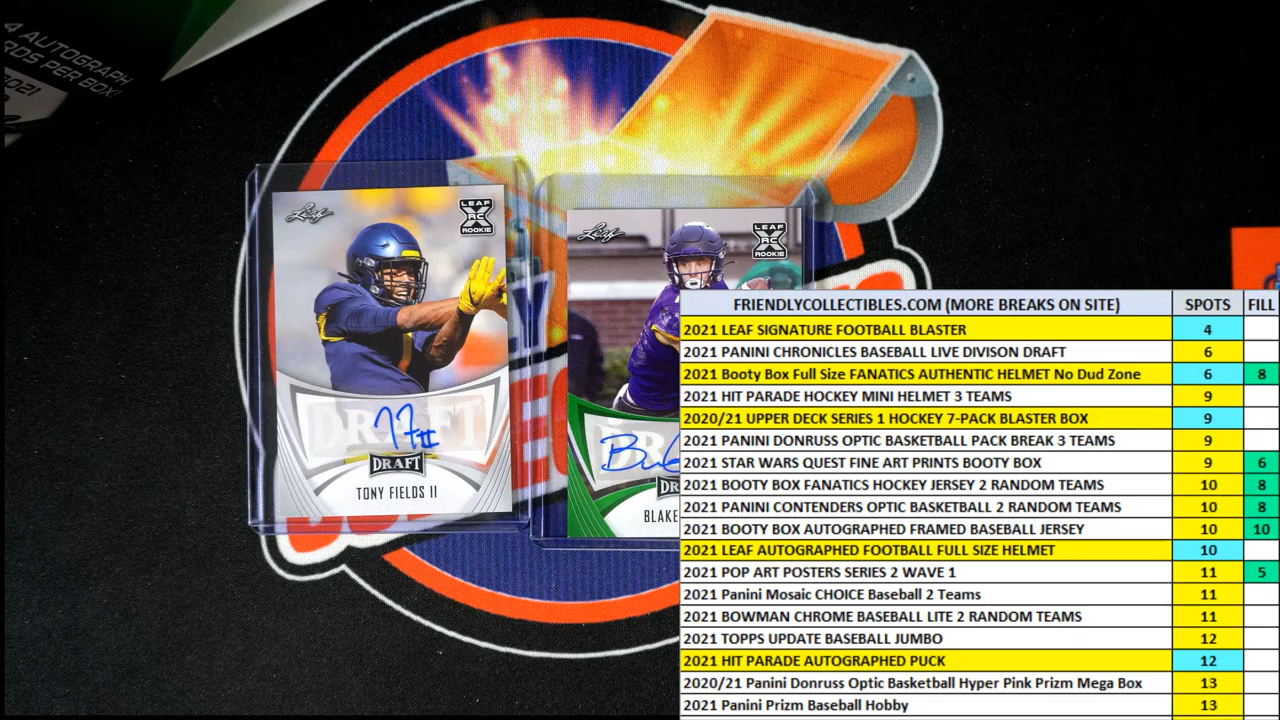 4 AUTOGRAPH
CARDS PER BOX!
2021
Leaf
LEAF
X
RC
ROOKIE
DRAFT
DRAFT
TONY FIELDS II
Leaf
LEAF
X
RC
ROOKIE
BLAKE
FRIENDLYCOLLECTIBLES.COM (MORE BREAKS ON SITE) SPOTS FILL
2021 LEAF SIGNATURE FOOTBALL BLASTER 4
2021 PANINI CHRONICLES BASEBALL LIVE DIVISON DRAFT 6
2021 Booty Box Full Size FANATICS AUTHENTIC HELMET No Dud Zone 6 8
2021 HIT PARADE HOCKEY MINI HELMET 3 TEAMS 9
2020/21 UPPER DECK SERIES 1 HOCKEY 7-PACK BLASTER BOX 9
2021 PANINI DONRUSS OPTIC BASKETBALL PACK BREAK 3 TEAMS 9
2021 STAR WARS QUEST FINE ART PRINTS BOOTY BOX 9 6
2021 BOOTY BOX FANATICS HOCKEY JERSEY 2 RANDOM TEAMS 10 8
2021 PANINI CONTENDERS OPTIC BASKETBALL 2 RANDOM TEAMS 10 8
2021 BOOTY BOX AUTOGRAPHED FRAMED BASEBALL JERSEY 10 10
2021 LEAF AUTOGRAPHED FOOTBALL FULL SIZE HELMET 10
2021 POP ART POSTERS SERIES 2 WAVE 1 11 5
2021 Panini Mosaic CHOICE Baseball 2 Teams 11
2021 BOWMAN CHROME BASEBALL LITE 2 RANDOM TEAMS 11
2021 TOPPS UPDATE BASEBALL JUMBO 12
2021 HIT PARADE AUTOGRAPHED PUCK 12
2020/21 Panini Donruss Optic Basketball Hyper Pink Prizm Mega Box 13
2021 Panini Prizm Baseball Hobby 13